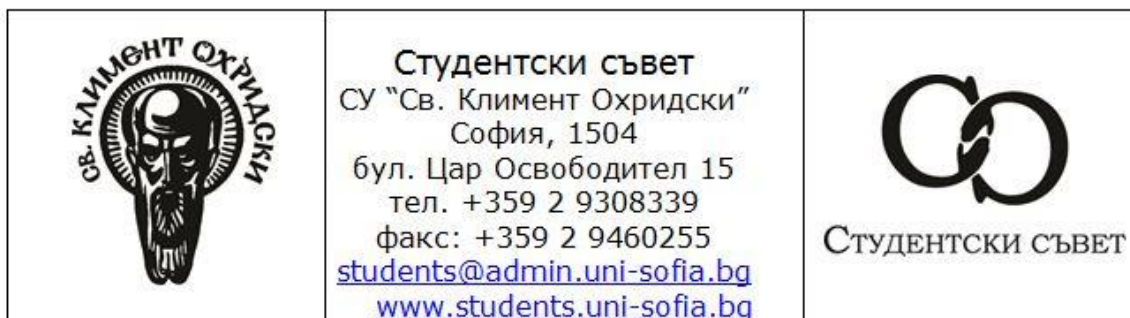 СВ. КЛИМЕНТ ОХРИДСКИ
Студентски съвет
СУ "Св. Климент Охридски"
София, 1504
бул. Цар Освободител 15
тел. +359 2 9308339
факс: +359 2 9460255
students@admin.uni-sofia.bg
www.students.uni-sofia.bg
СТУДЕНТСКИ СЪВЕТ